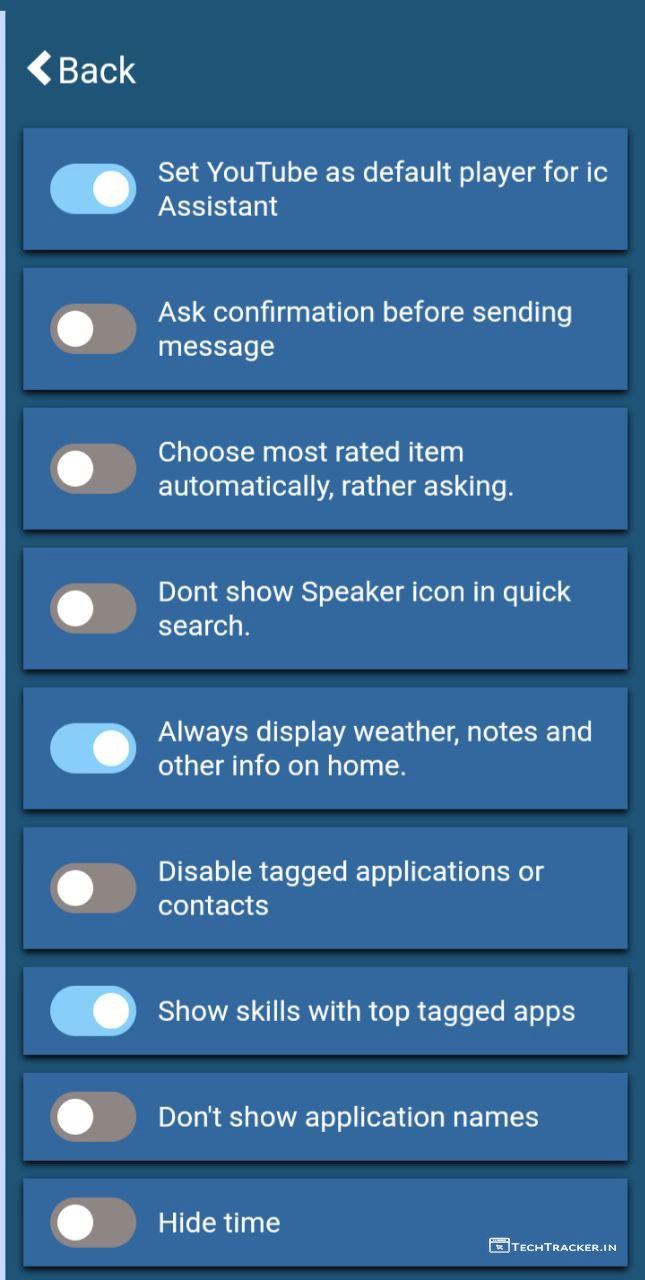 Back
Set YouTube as default player for ic
Assistant
Ask confirmation before sending
message
Choose most rated item
automatically, rather asking.
Dont show Speaker icon in quick
search.
Always display weather, notes and
other info on home.
Disable tagged applications or
contacts
Show skills with top tagged apps
Don't show application names
Hide time
TECHTRACKER.IN